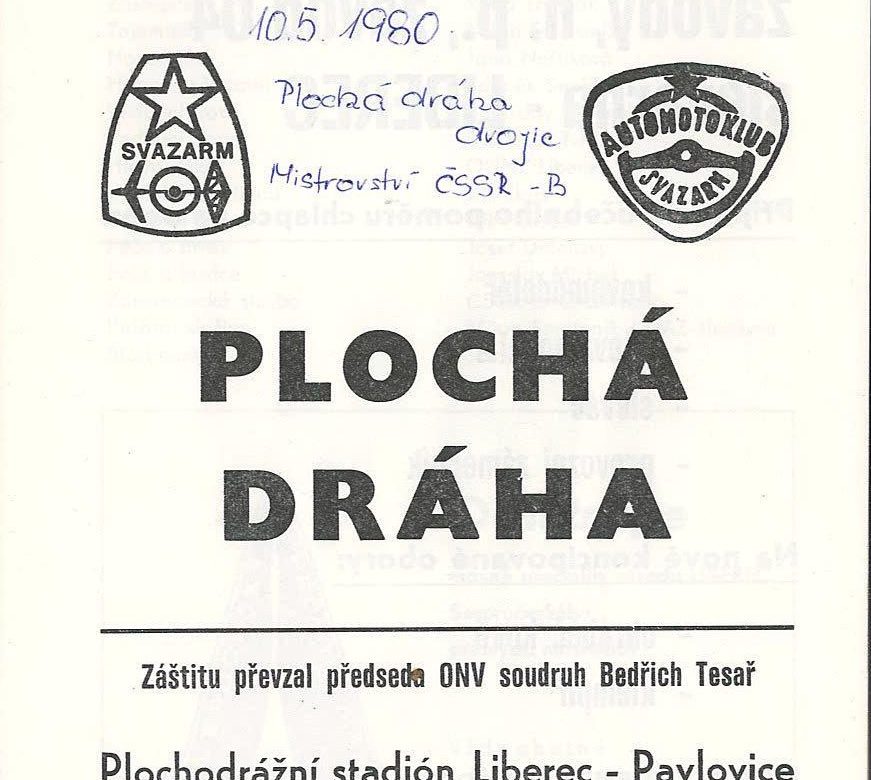 10.5.1980
Plochá dráha
dvojic
Mistrovství ČSSR - B
SVAZARM
AUTOMOTOKLUB
SVAZARM
PLOCHÁ
DRÁHA
Záštitu převzal předseda ONV soudruh Bedřich Tesař
Plochodrážní stadión Liberec - Pavlovice